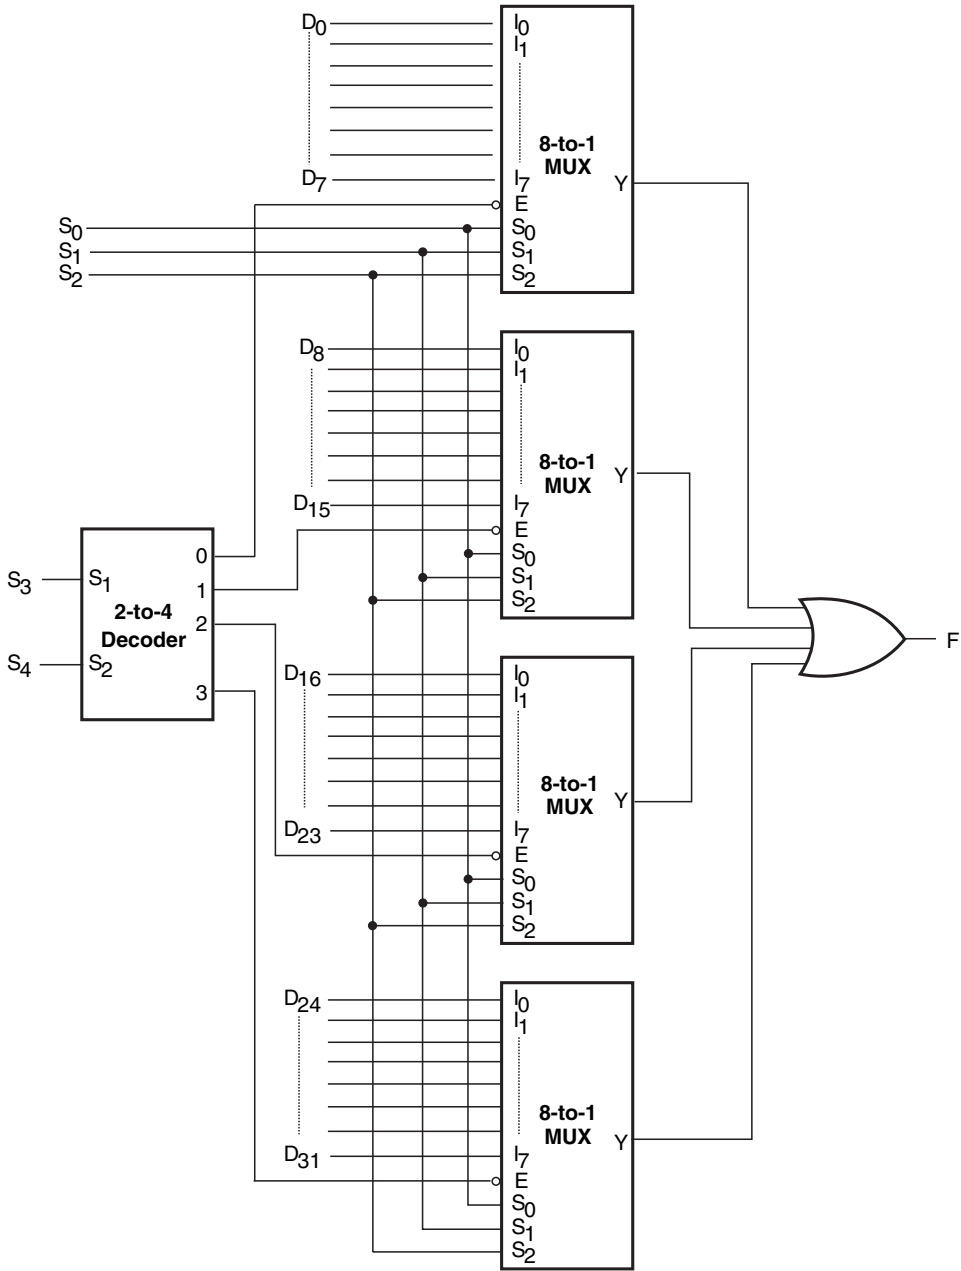 D0
D7
I0
I1
I7
E
S0
S1
S2
8-to-1
MUX
Y
S0
S1
S2
D8
D15
I0
I1
I7
E
S0
S1
S2
8-to-1
MUX
Y
S3
S4
S1
S2
2-to-4
Decoder
0
1
2
3
F
D16
D23
I0
I1
I7
E
S0
S1
S2
8-to-1
MUX
Y
D24
D31
I0
I1
I7
E
S0
S1
S2
8-to-1
MUX
Y